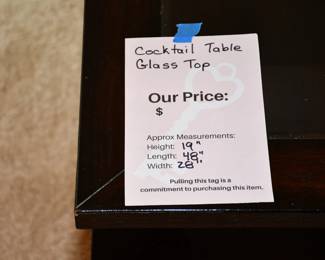 Cocktail Table
Glass Top
Our Price:
$
Approx Measurements:
Height: 19"
Length: 48"
Width: 28".
Pulling this tag is a
commitment to purchasing this item.